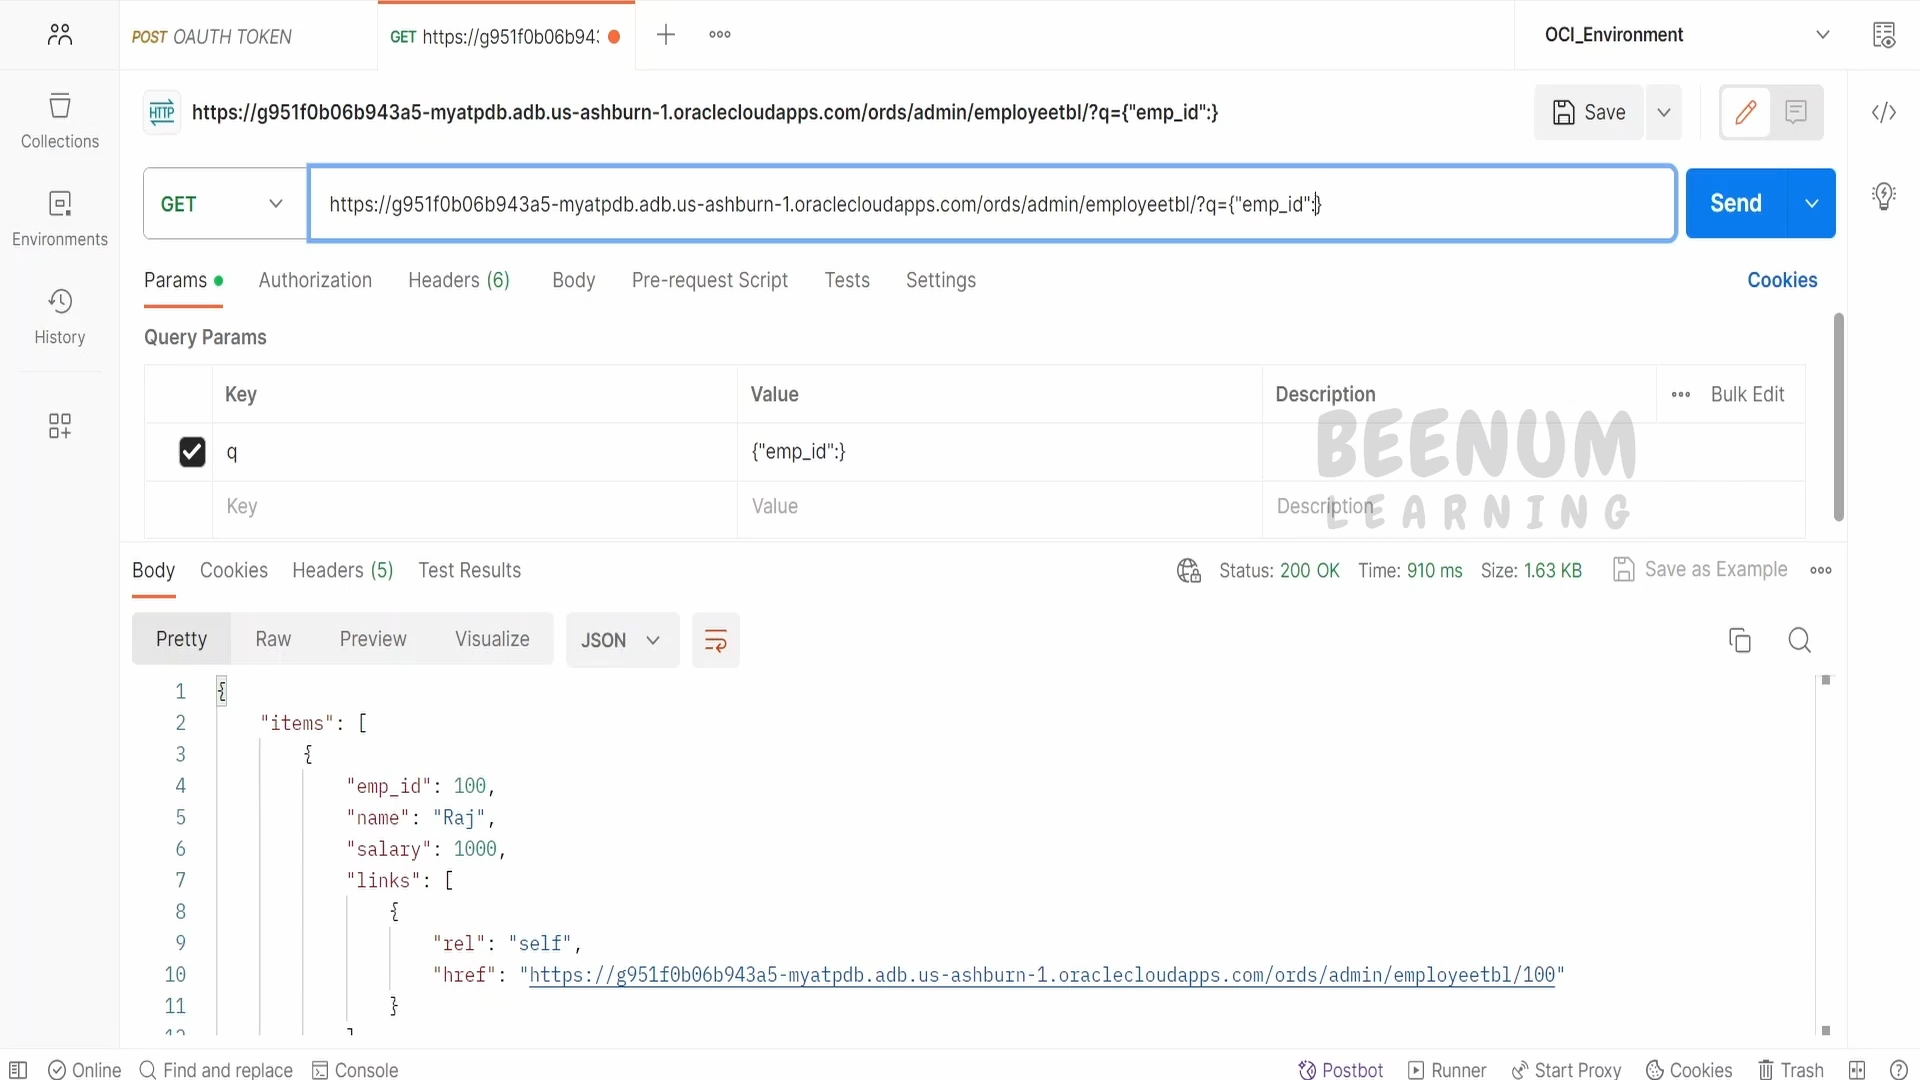 POST OAUTH TOKEN
GET https://g951f0b06b94
OCI_Environment
Collections
Environments
History
HTTP
https://g951f0b06b943a5-myatpdb.adb.us-ashburn-1.oraclecloudapps.com/ords/admin/employeetbl/?q={"emp_id":}
Save
GET
https://g951f0b06b943a5-myatpdb.adb.us-ashburn-1.oraclecloudapps.com/ords/admin/employeetbl/?q={"emp_id":}
Send
Params
Authorization
Headers (6)
Body
Pre-request Script
Tests
Settings
Cookies
Query Params
Key Value Description ••• Bulk Edit
q {"emp_id":}
Key Value Description
BEENUM
LEARNING
Body Cookies Headers (5) Test Results
Status: 200 OK Time: 910 ms Size: 1.63 KB Save as Example
Pretty Raw Preview Visualize JSON
1 {
2 "items": [
3 {
4 "emp_id": 100,
5 "name": "Raj",
6 "salary": 1000,
7 "links": [
8 {
9 "rel": "self",
10 "href": "https://g951f0b06b943a5-myatpdb.adb.us-ashburn-1.oraclecloudapps.com/ords/admin/employeetbl/100"
11 }
12 ]
Online Find and replace Console Postbot Runner Start Proxy Cookies Trash